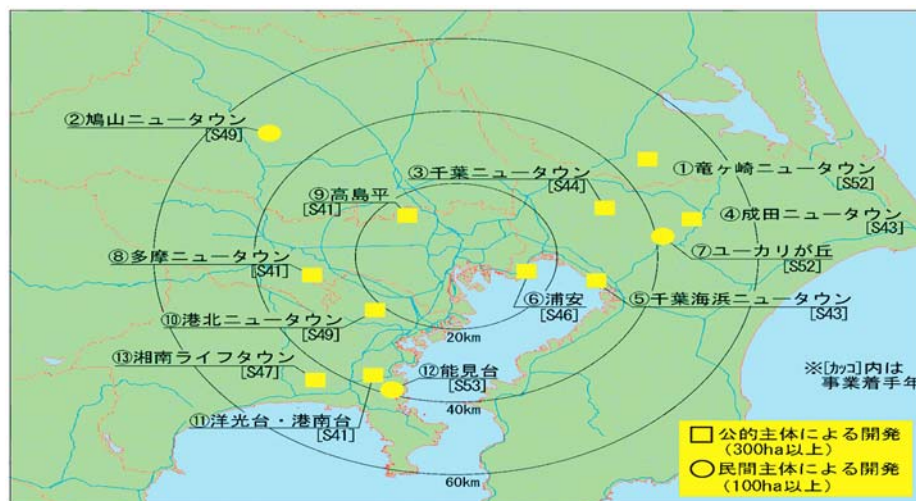 ②鳩山ニュータウン
[S49]
③千葉ニュータウン
[S44]
①竜ヶ崎ニュータウン
[S52]
⑨高島平
[S41]
④成田ニュータウン
[S43]
⑧多摩ニュータウン
[S41]
⑦ユーカリが丘
[S52]
⑥浦安
[S46]
⑤千葉海浜ニュータウン
[S43]
⑩港北ニュータウン
[S49]
20km
⑬湘南ライフタウン
[S47]
⑫能見台
[S53]
※[カッコ]内は
事業着手年
40km
⑪洋光台・港南台
[S41]
公的主体による開発
(300ha以上)
民間主体による開発
(100ha以上)
60km